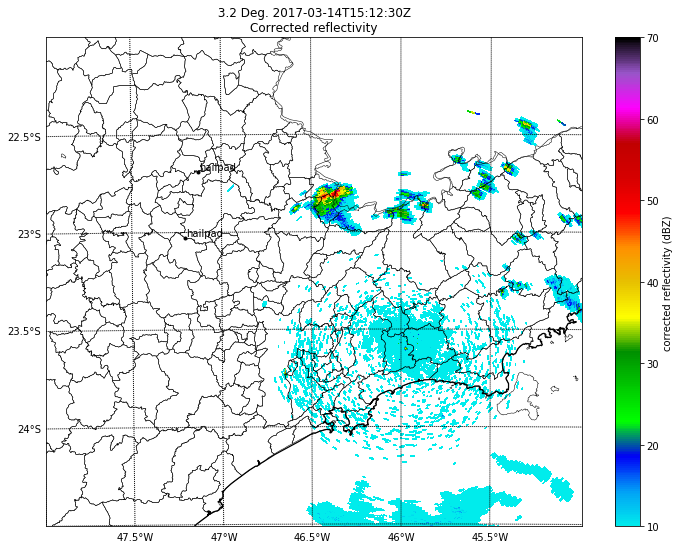 3.2 Deg. 2017-03-14T15:12:30Z
Corrected reflectivity
70
60
50
40
30
20
10
corrected reflectivity (dBZ)
22.5°S
23°S
23.5°S
24°S
hailpad
hailpad
47.5°W
47°W
46.5°W
46°W
45.5°W